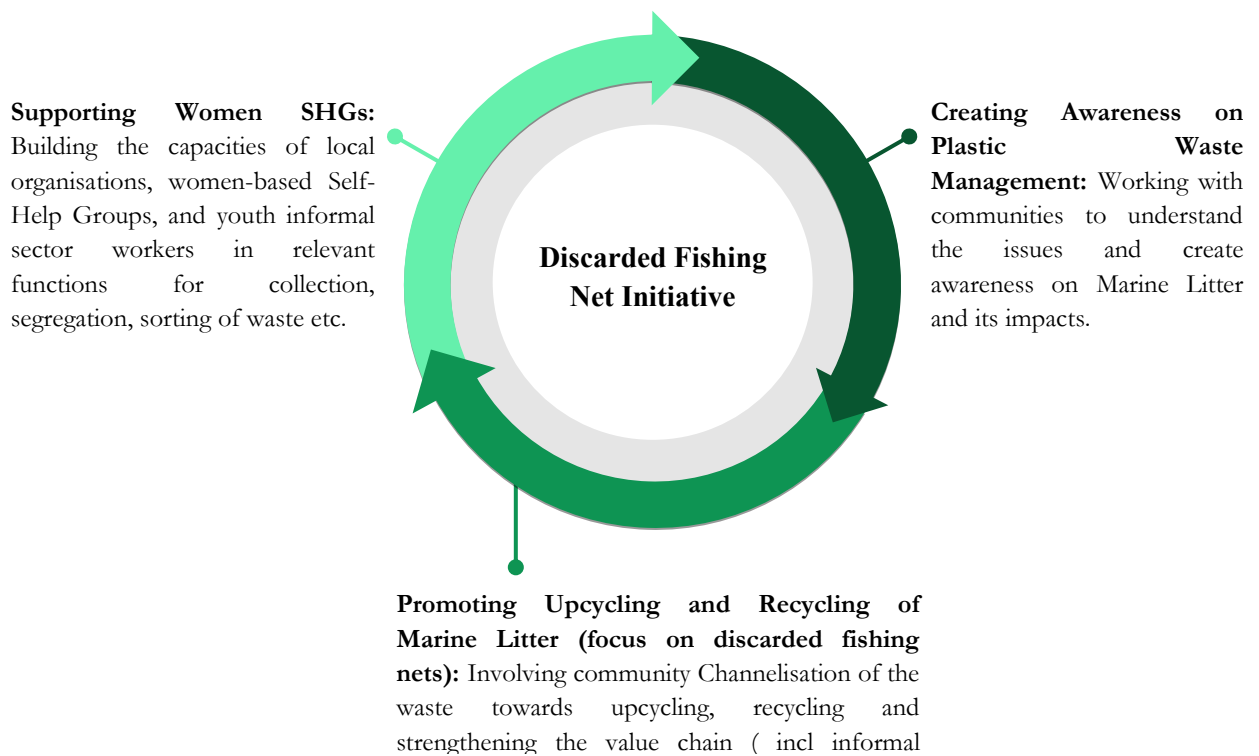 Supporting Women SHGs:
Building the capacities of local
organisations, women-based Self-
Help Groups, and youth informal
sector workers in relevant
functions for collection,
segregation, sorting of waste etc.
Discarded Fishing
Net Initiative
Creating Awareness on
Plastic Waste
Management: Working with
communities to understand
the issues and create
awareness on Marine Litter
and its impacts.
Promoting Upcycling and Recycling of
Marine Litter (focus on discarded fishing
nets): Involving community Channelisation of the
waste towards upcycling, recycling and
strengthening the value chain ( incl informal